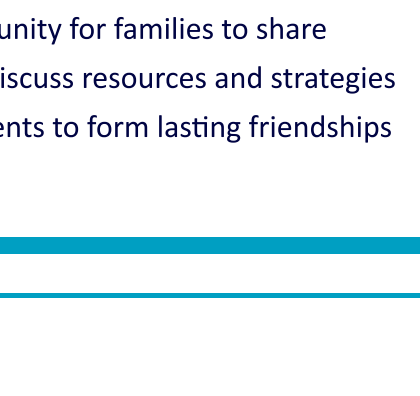 unity for families to share
iscuss resources and strategies
ents to form lasting friendships